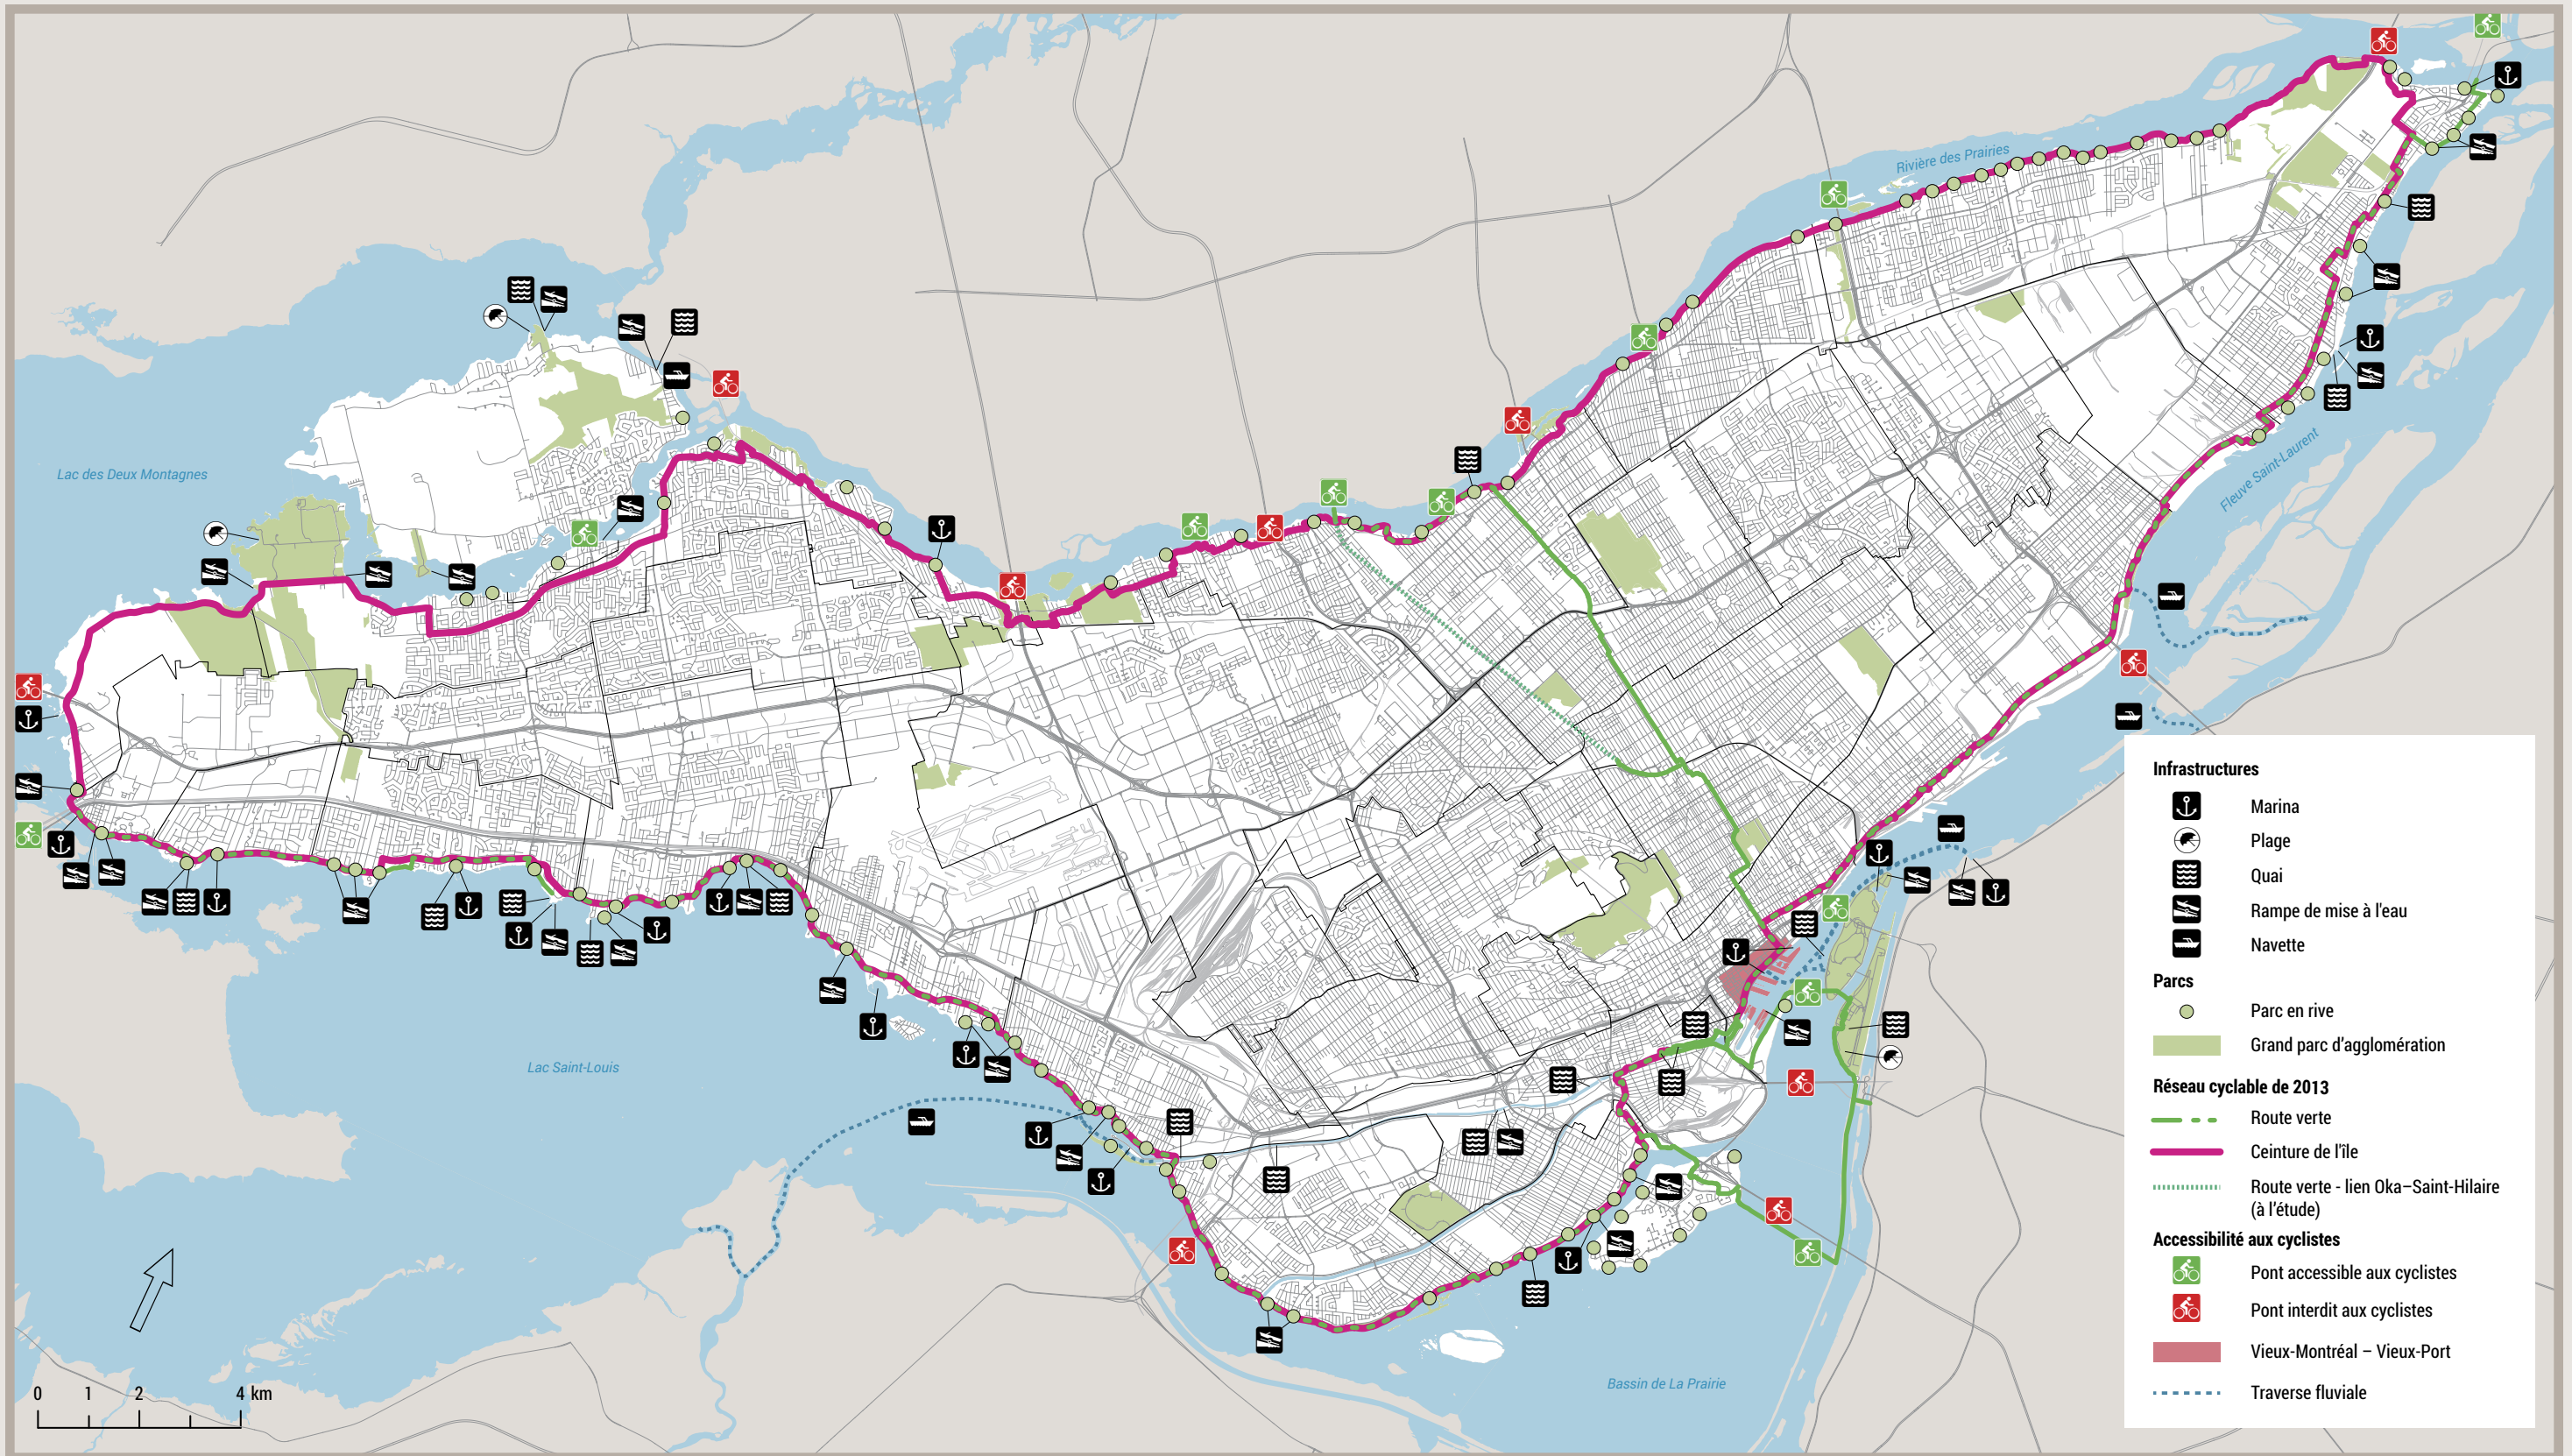 Rivière des Prairies
Lac des Deux Montagnes
Fleuve Saint-Laurent
Lac Saint-Louis
Bassin de La Prairie
0 1 2 4 km
Infrastructures
Marina
Plage
Quai
Rampe de mise à l'eau
Navette
Parcs
Parc en rive
Grand parc d'agglomération
Réseau cyclable de 2013
Route verte
Ceinture de l'île
Route verte - lien Oka–Saint-Hilaire
(à l'étude)
Accessibilité aux cyclistes
Pont accessible aux cyclistes
Pont interdit aux cyclistes
Vieux-Montréal – Vieux-Port
Traverse fluviale